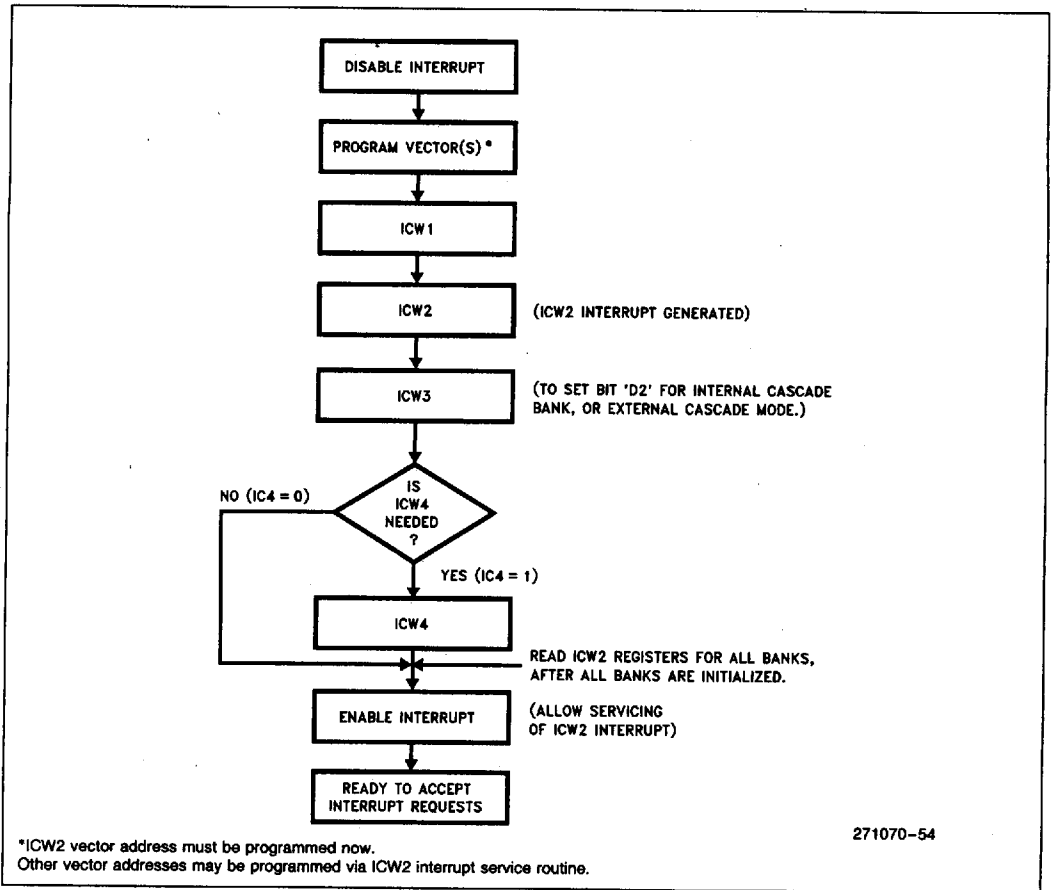 DISABLE INTERRUPT
PROGRAM VECTOR(S)*
ICW1
ICW2
(ICW2 INTERRUPT GENERATED)
ICW3
(TO SET BIT 'D2' FOR INTERNAL CASCADE
BANK, OR EXTERNAL CASCADE MODE.)
IS
ICW4
NEEDED
?
NO (IC4 = 0)
YES (IC4 = 1)
ICW4
READ ICW2 REGISTERS FOR ALL BANKS,
AFTER ALL BANKS ARE INITIALIZED.
ENABLE INTERRUPT
(ALLOW SERVICING
OF ICW2 INTERRUPT)
READY TO ACCEPT
INTERRUPT REQUESTS
271070-54
*ICW2 vector address must be programmed now.
Other vector addresses may be programmed via ICW2 interrupt service routine.